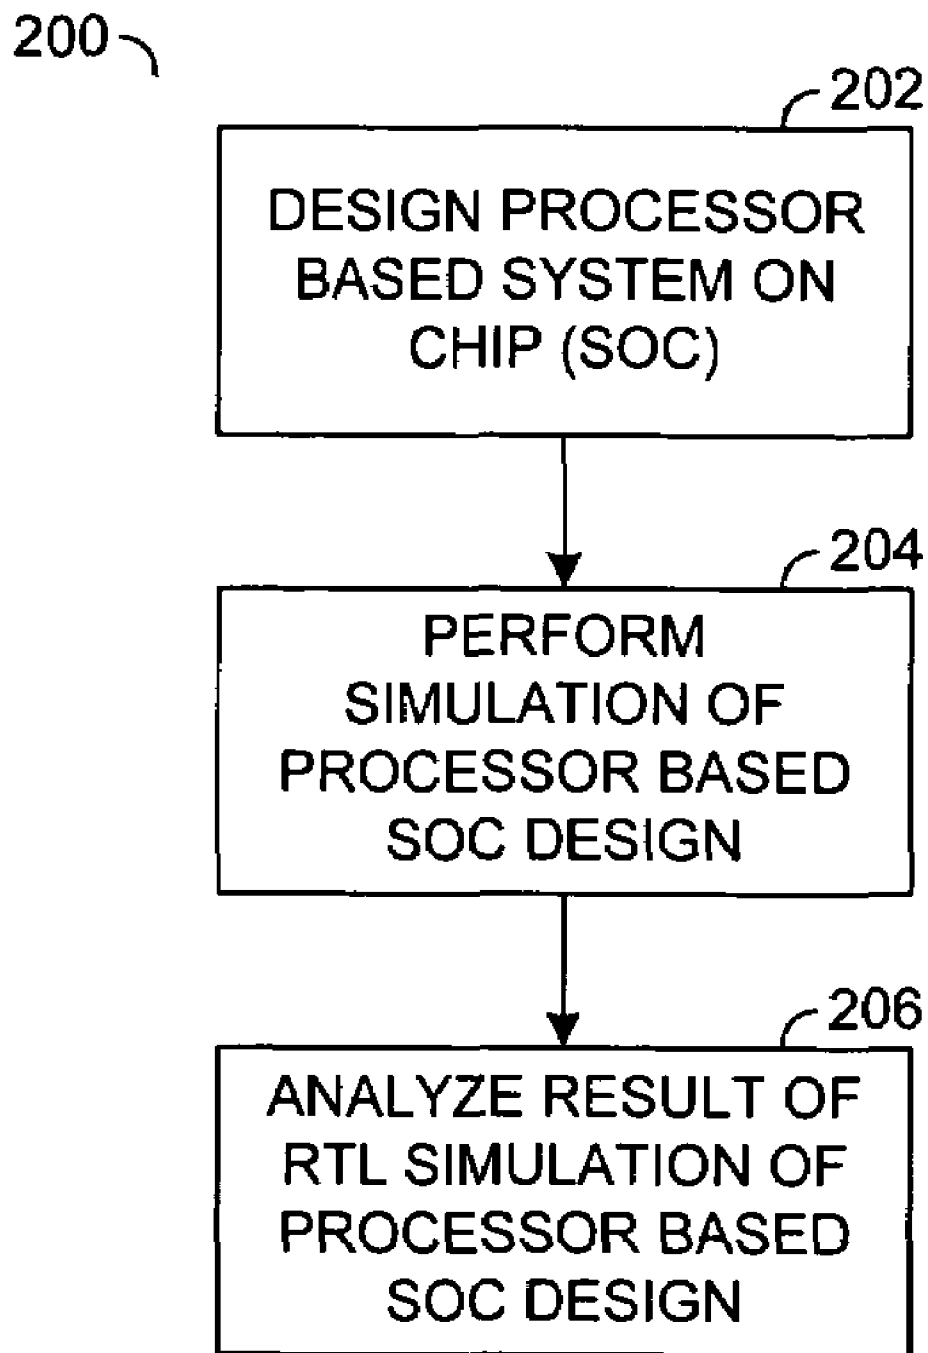 200
202
DESIGN PROCESSOR
BASED SYSTEM ON
CHIP (SOC)
204
PERFORM
SIMULATION OF
PROCESSOR BASED
SOC DESIGN
206
ANALYZE RESULT OF
RTL SIMULATION OF
PROCESSOR BASED
SOC DESIGN